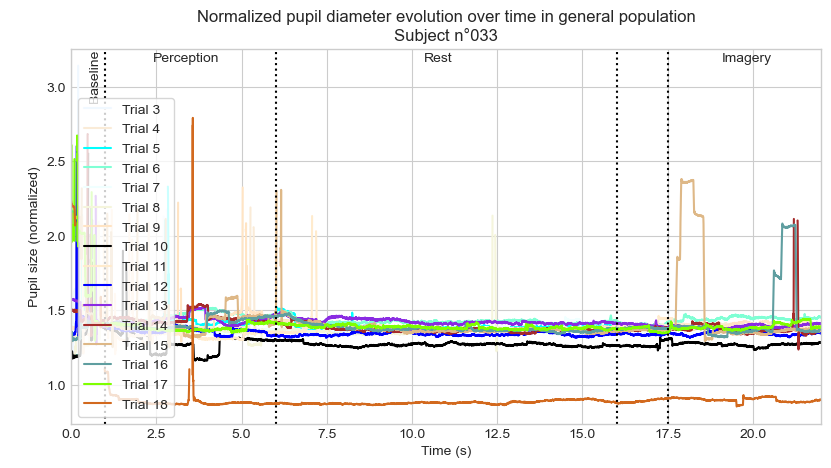 Normalized pupil diameter evolution over time in general population
Subject n°033
Baseline
Perception
Rest
Imagery
Pupil size (normalized)
3.0
2.5
2.0
1.5
1.0
Trial 3
Trial 4
Trial 5
Trial 6
Trial 7
Trial 8
Trial 9
Trial 10
Trial 11
Trial 12
Trial 13
Trial 14
Trial 15
Trial 16
Trial 17
Trial 18
0.0 2.5 5.0 7.5 10.0 12.5 15.0 17.5 20.0
Time (s)